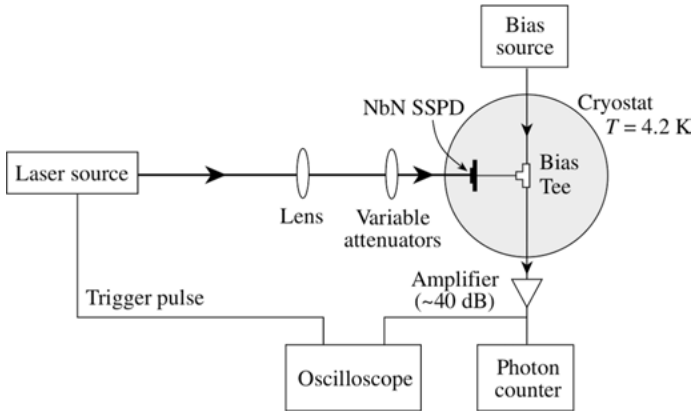 Bias
source
NbN SSPD
Cryostat
T = 4.2 K
Laser source
Bias
Tee
Lens
Variable
attenuators
Amplifier
(~40 dB)
Trigger pulse
Oscilloscope
Photon
counter